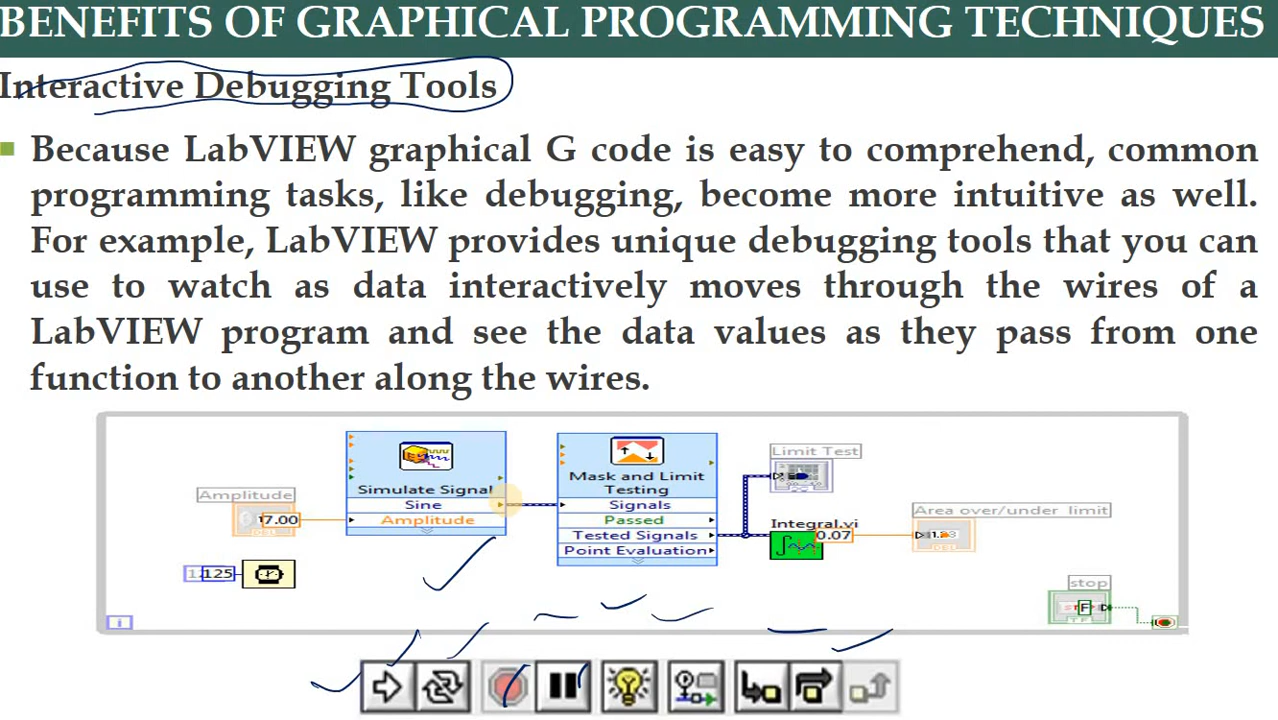 BENEFITS OF GRAPHICAL PROGRAMMING TECHNIQUES
Interactive Debugging Tools
Because LabVIEW graphical G code is easy to comprehend, common
programming tasks, like debugging, become more intuitive as well.
For example, LabVIEW provides unique debugging tools that you can
use to watch as data interactively moves through the wires of a
LabVIEW program and see the data values as they pass from one
function to another along the wires.
Amplitude
7.00
125
Simulate Signal
Sine
Amplitude
Mask and Limit
Testing
Signals
Passed
Tested Signals
Point Evaluation
Limit Test
Integral.vi
0.07
Area over/under limit
stop
F
i